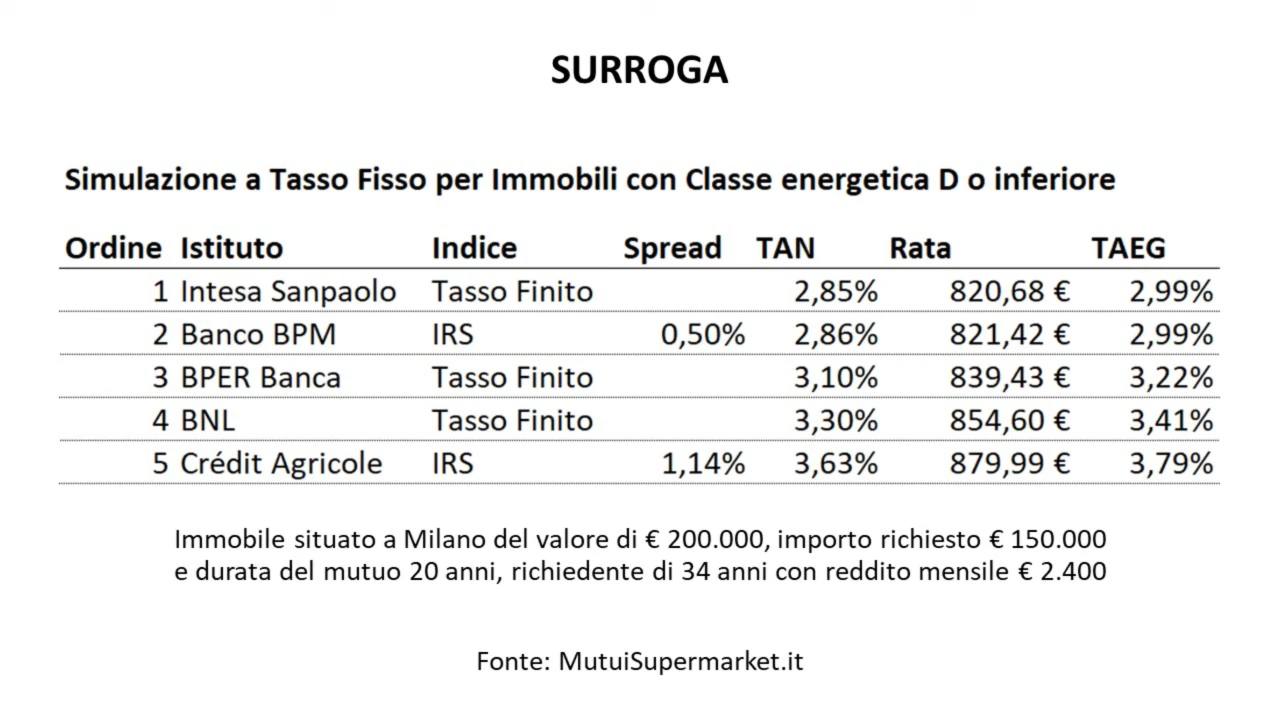 SURROGA
Simulazione a Tasso Fisso per Immobili con Classe energetica D o inferiore
Ordine Istituto Indice Spread TAN Rata TAEG
1 Intesa Sanpaolo Tasso Finito 2,85% 820,68 € 2,99%
2 Banco BPM IRS 0,50% 2,86% 821,42 € 2,99%
3 BPER Banca Tasso Finito 3,10% 839,43 € 3,22%
4 BNL Tasso Finito 3,30% 854,60 € 3,41%
5 Crédit Agricole IRS 1,14% 3,63% 879,99 € 3,79%
Immobile situato a Milano del valore di € 200.000, importo richiesto € 150.000
e durata del mutuo 20 anni, richiedente di 34 anni con reddito mensile € 2.400
Fonte: MutuiSupermarket.it